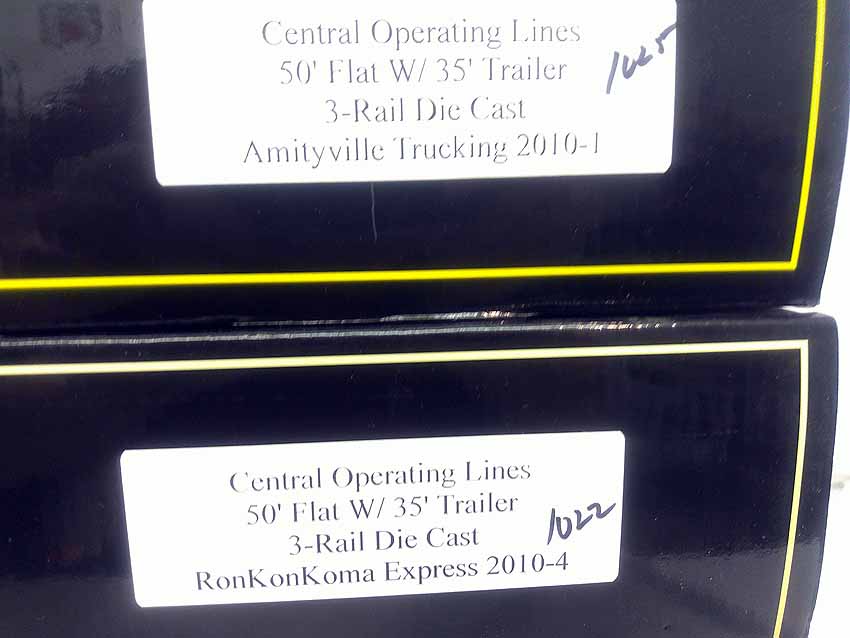 Central Operating Lines
50' Flat W/ 35' Trailer
1025
3-Rail Die Cast
Amityville Trucking 2010-1
Central Operating Lines
50' Flat W/ 35' Trailer
3-Rail Die Cast
1022
RonKonKoma Express 2010-4